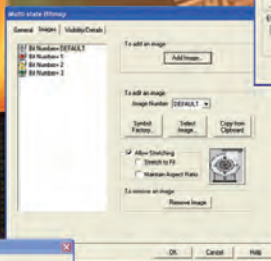 Multi-state Bitmap
General Images Visibility/Details
Bit Number= DEFAULT
Bit Number= 1
Bit Number= 2
Bit Number= 3
To add an image
Add Image...
To edit an image
Image Number DEFAULT
Symbol Factory...
Select Image...
Copy from Clipboard
Allow Stretching
Stretch to Fit
Maintain Aspect Ratio
To remove an image
Remove Image
OK Cancel Help